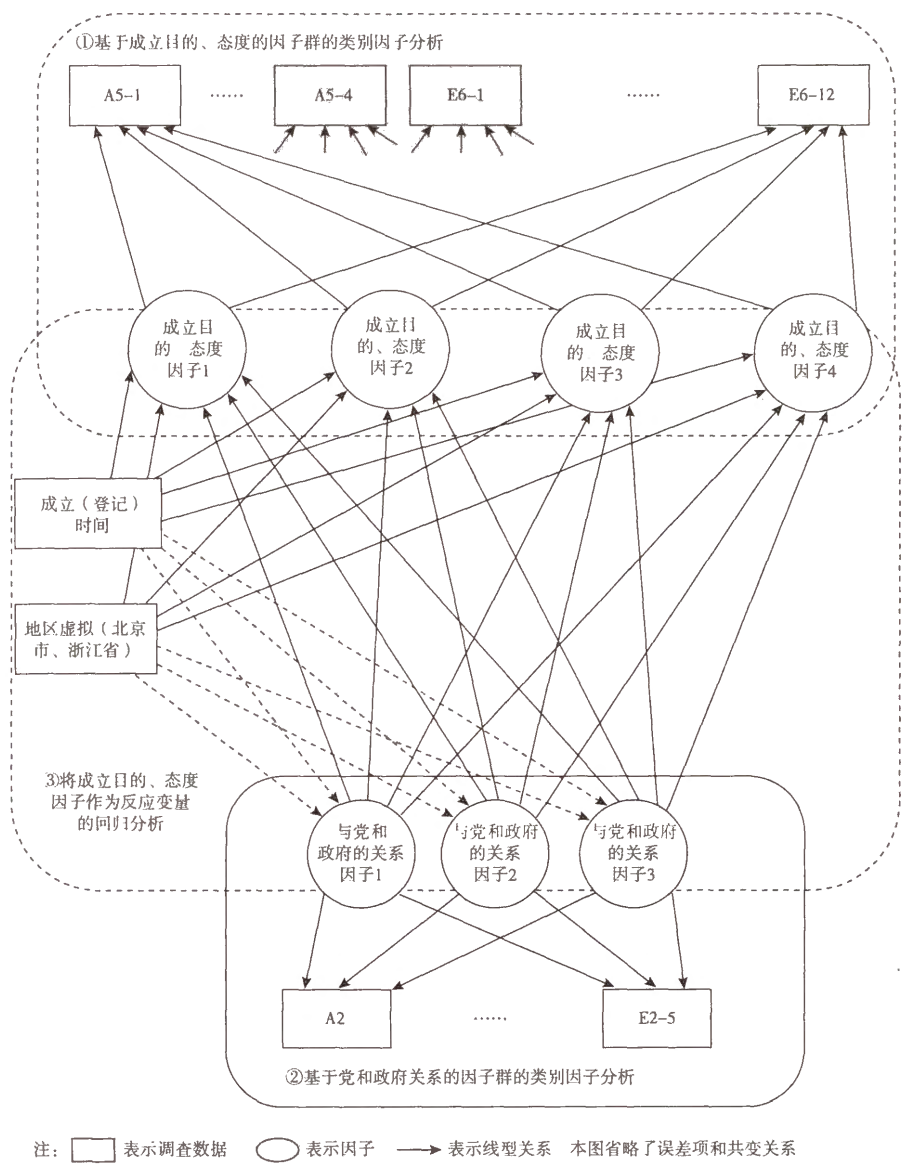 ①基于成立目的、态度的因子群的类别因子分析
A5-1 …… A5-4 E6-1 …… E6-12
成立目
的 态度
因子1
成立目
的、态度
因子2
成立目
的 态度
因子3
成立目
的、态度
因子4
成立(登记)
时间
地区虚拟(北京
市、浙江省)
3)将成立目的、态度
因子作为反应变量
的回归分析
与党和
政府的关系
因子1
与党和政府
的关系
因子2
与党和政府
的关系
因子3
A2 …… E2-5
②基于党和政府关系的因子群的类别因子分析
注: 表示调查数据 表示因子 表示线型关系 本图省略了误差项和共变关系